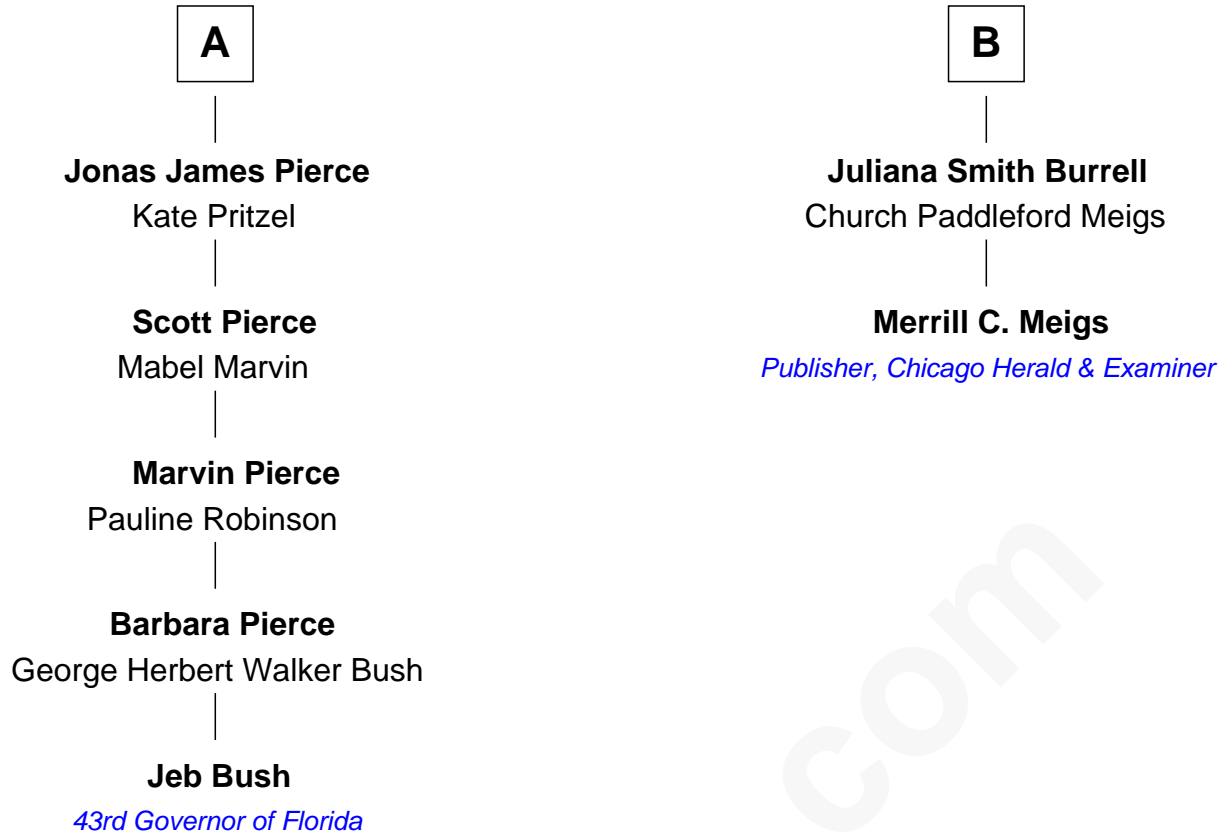 A
Jonas James Pierce
Kate Pritzel
Scott Pierce
Mabel Marvin
Marvin Pierce
Pauline Robinson
Barbara Pierce
George Herbert Walker Bush
Jeb Bush
43rd Governor of Florida
B
Juliana Smith Burrell
Church Paddleford Meigs
Merrill C. Meigs
Publisher, Chicago Herald & Examiner
com